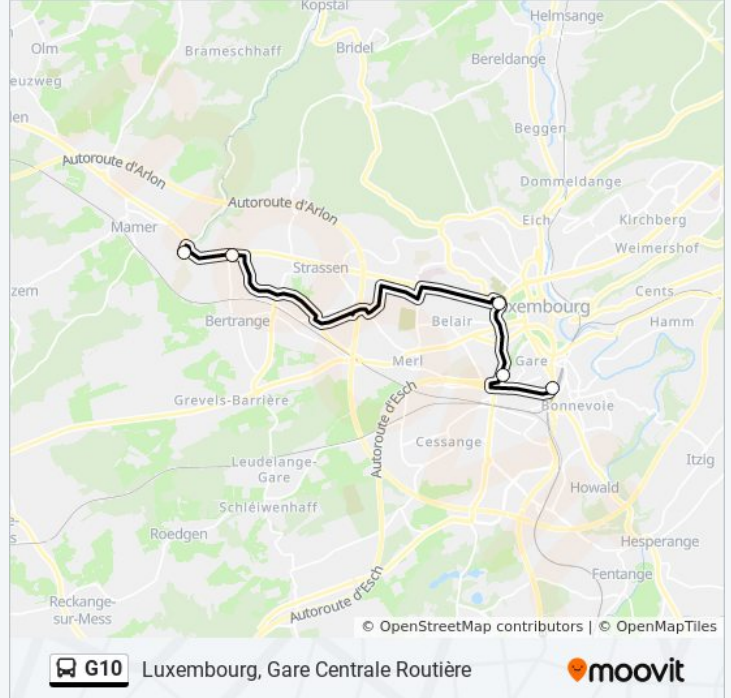 Kopstal
Helmsange
Olm
Brameschhaff
Bridel
Bereldange
euzweg
len
Beggen
Autoroute d'Arlon
Dommeldange
Autoroute d'Arlon
Eich
Kirchberg
Mamer
Weimershof
Strassen
zem
Cents
xembourg
Bertrange
Belair
Hamm
Merl
Gare
Grevels-Barrière
Autoroute d'Esch
Bonnevoie
Cessange
Leudelange-
Gare
Itzig
Schléiwenhaff
Howald
Roedgen
Hesperange
Fentange
Autoroute d'Esch
Reckange-
sur-Mess
© OpenStreetMap contributors | © OpenMapTiles
G10 Luxembourg, Gare Centrale Routière
moovit